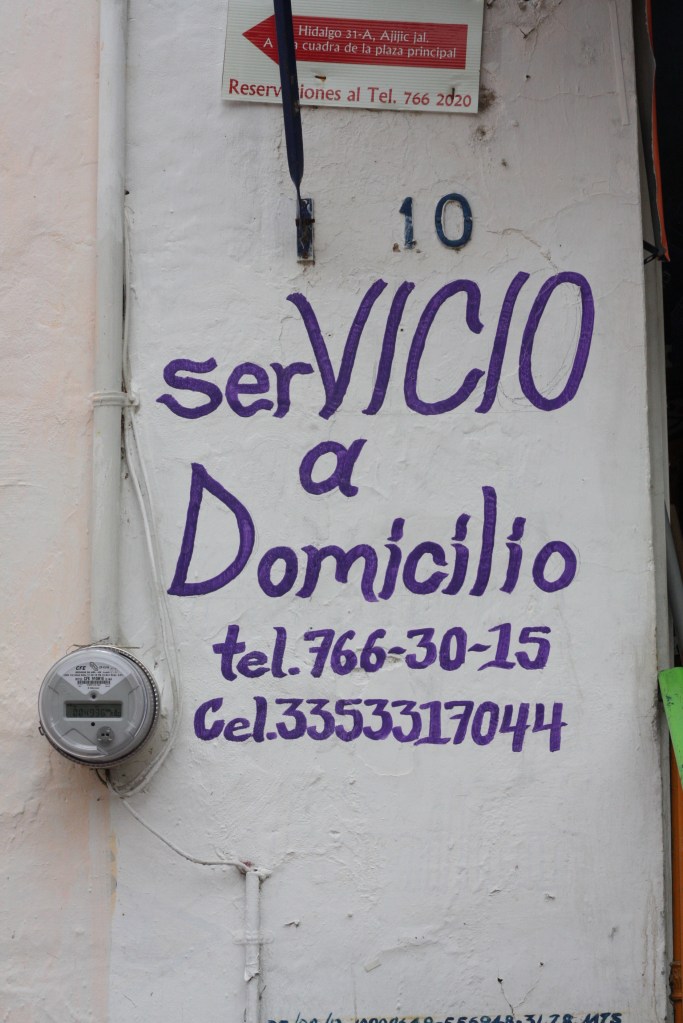 Hidalgo 31-A, Ajijic jal.
A cuadra de la plaza principal
al Tel. 766 2020
10
serVICIO
a
Domicilio
tel.766-30-15
Cel.3353317044
CFE